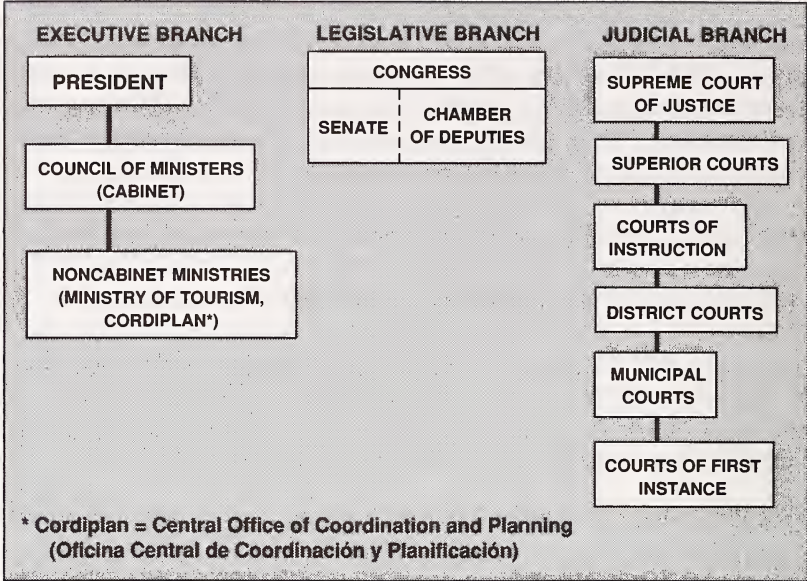 EXECUTIVE BRANCH
PRESIDENT
COUNCIL OF MINISTERS
(CABINET)
NONCABINET MINISTRIES
(MINISTRY OF TOURISM,
CORDIPLAN*)
LEGISLATIVE BRANCH
CONGRESS
SENATE
CHAMBER
OF DEPUTIES
JUDICIAL BRANCH
SUPREME COURT
OF JUSTICE
SUPERIOR COURTS
COURTS OF
INSTRUCTION
DISTRICT COURTS
MUNICIPAL
COURTS
COURTS OF FIRST
INSTANCE
* Cordiplan = Central Office of Coordination and Planning
(Oficina Central de Coordinación y Planificación)